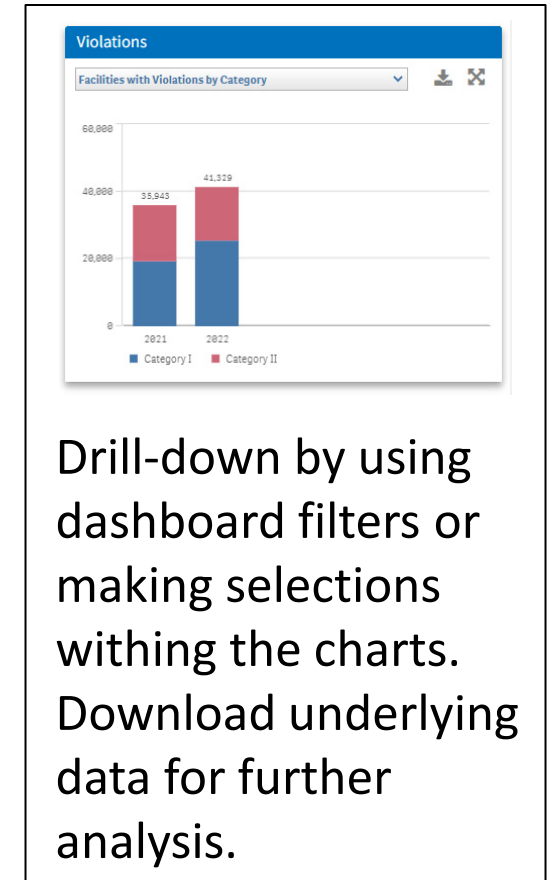 Violations
Facilities with Violations by Category
60,000
41,329
40,000
35,943
20,000
0
2021 2022
Category I Category II
Drill-down by using
dashboard filters or
making selections
withing the charts.
Download underlying
data for further
analysis.